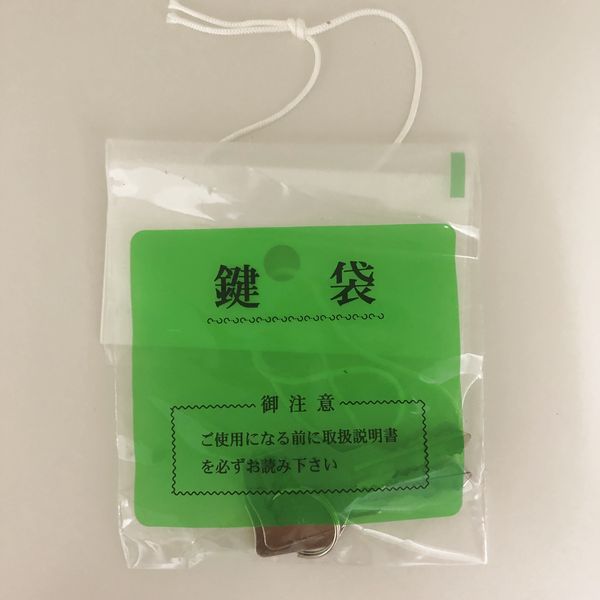 鍵 袋
御注意
ご使用になる前に取扱説明書
を必ずお読み下さい